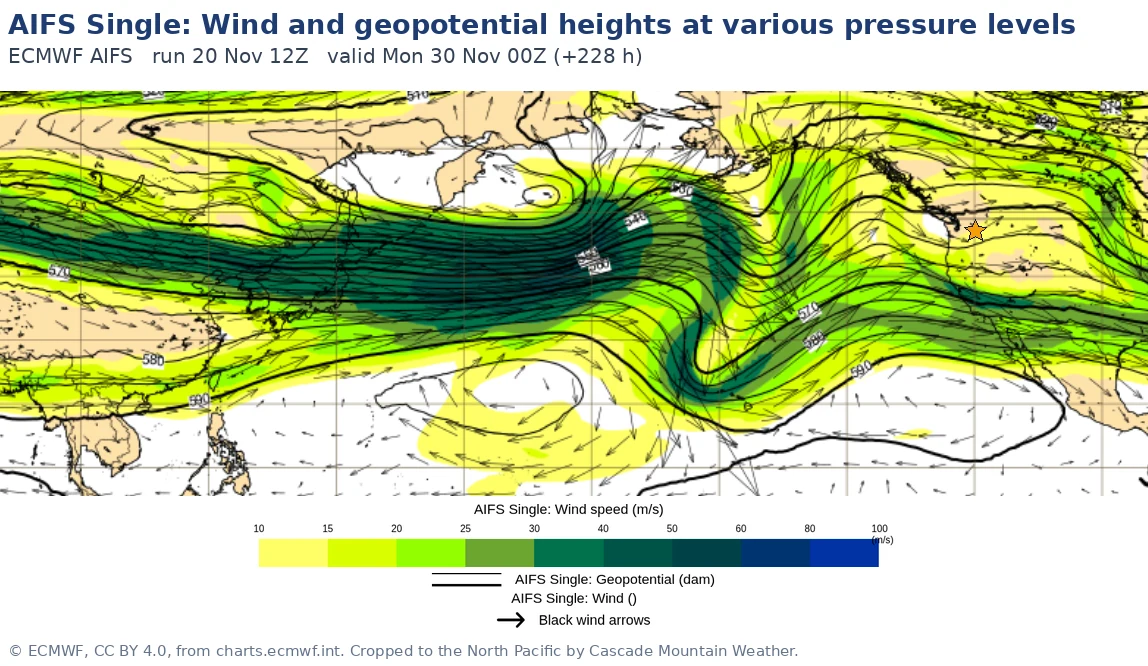 AIFS Single: Wind and geopotential heights at various pressure levels
ECMWF AIFS run 20 Nov 12Z valid Mon 30 Nov 00Z (+228 h)
510
570
580
590
540
560
570
580
590
AIFS Single: Wind speed (m/s)
10 15 20 25 30 40 50 60 80 100
(m/s)
AIFS Single: Geopotential (dam)
AIFS Single: Wind ()
Black wind arrows
© ECMWF, CC BY 4.0, from charts.ecmwf.int. Cropped to the North Pacific by Cascade Mountain Weather.